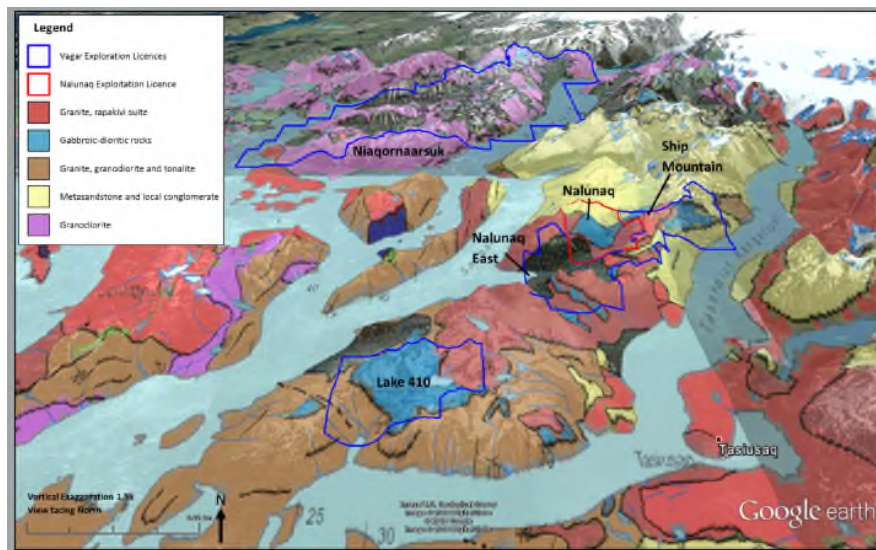 Legend
Vagar Exploration Licences
Nalunaq Exploitation Licence
Granite, rapakivi suite
Gabbroic-dioritic rocks
Granite, granodiorite and tonalite
Metasandstone and local conglomerate
Granodiorite
Niaqornaarsuk
Ship
Mountain
Nalunaq
Nalunaq
East
Lake 410
Tasiusaq
Vertical Exaggeration 1.5x
View facing North
N
25
30
Google earth